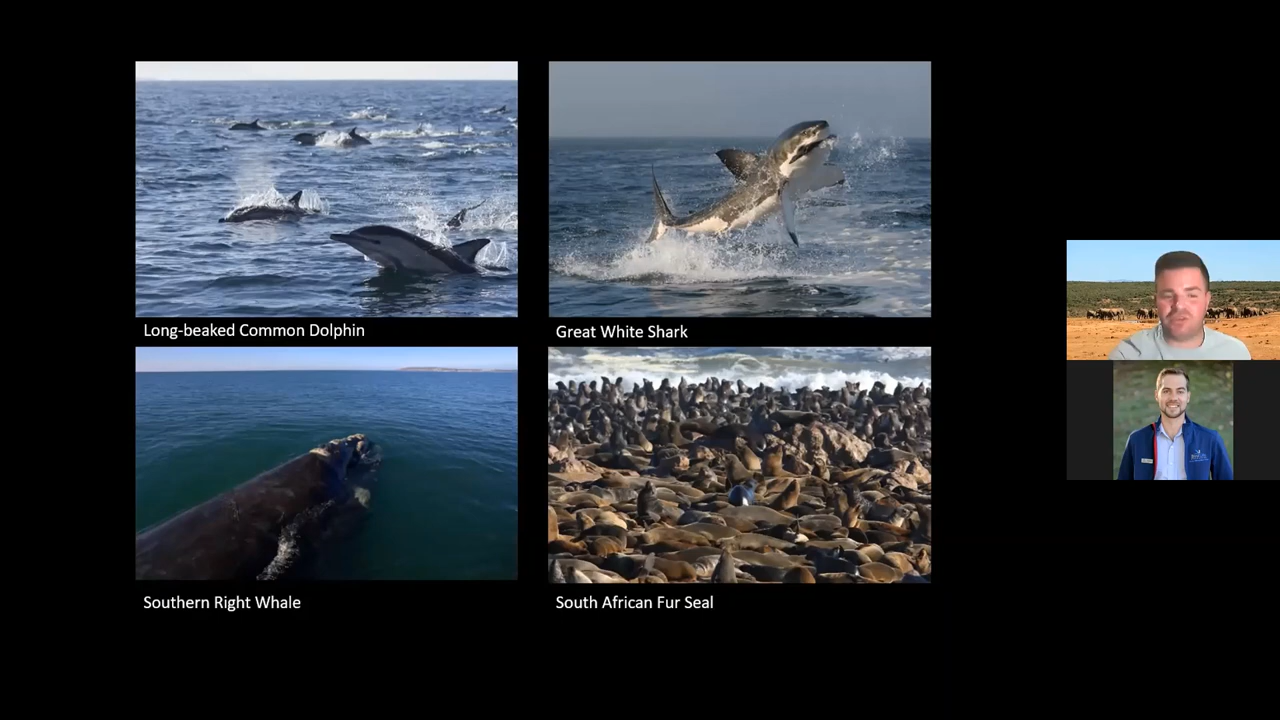 Long-beaked Common Dolphin
Great White Shark
Southern Right Whale
South African Fur Seal